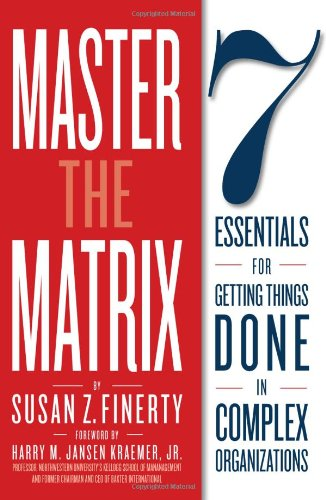 MASTER
THE
MATRIX
BY
SUSAN Z. FINERTY
FOREWORD BY
HARRY M. JANSEN KRAEMER, JR.
PROFESSOR, NORTHWESTERN UNIVERSITY'S KELLOGG SCHOOL OF MANAGEMENT
AND FORMER CHAIRMAN AND CEO OF BAXTER INTERNATIONAL
7
ESSENTIALS
FOR
GETTING THINGS
DONE
IN
COMPLEX
ORGANIZATIONS